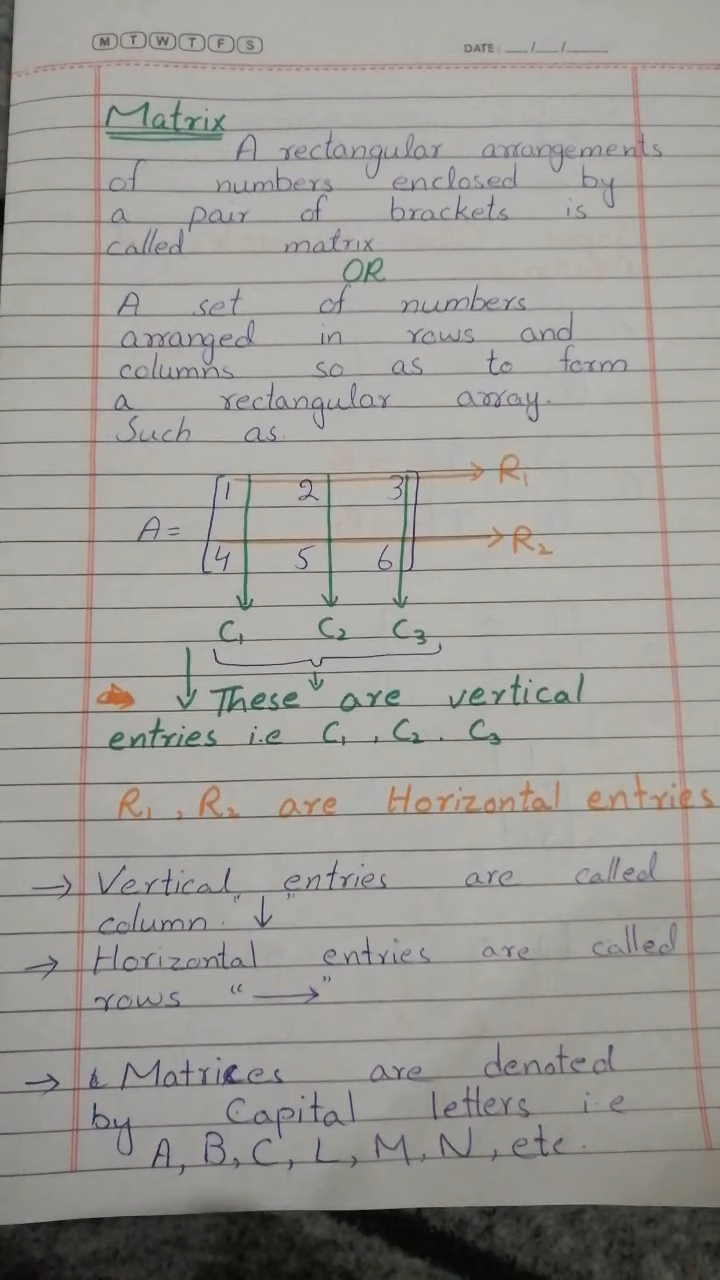 M T W T F S
DATE: __/__/____
Matrix
A rectangular arrangements
of numbers enclosed by
a pair of brackets is
called matrix
OR
A set of numbers
arranged in rows and
columns so as to form
a rectangular array.
Such as.
1 2 3 → R₁
A =
4 5 6 → R₂
C₁ C₂ C₃
These are vertical
entries i.e C₁, C₂. C₃
R₁, R₂ are Horizontal entries
→ Vertical entries are called
column. "↓"
→ Horizontal entries are called
rows "→"
→ Matrices are denoted
by Capital letters i.e
A, B, C, L, M, N, etc.